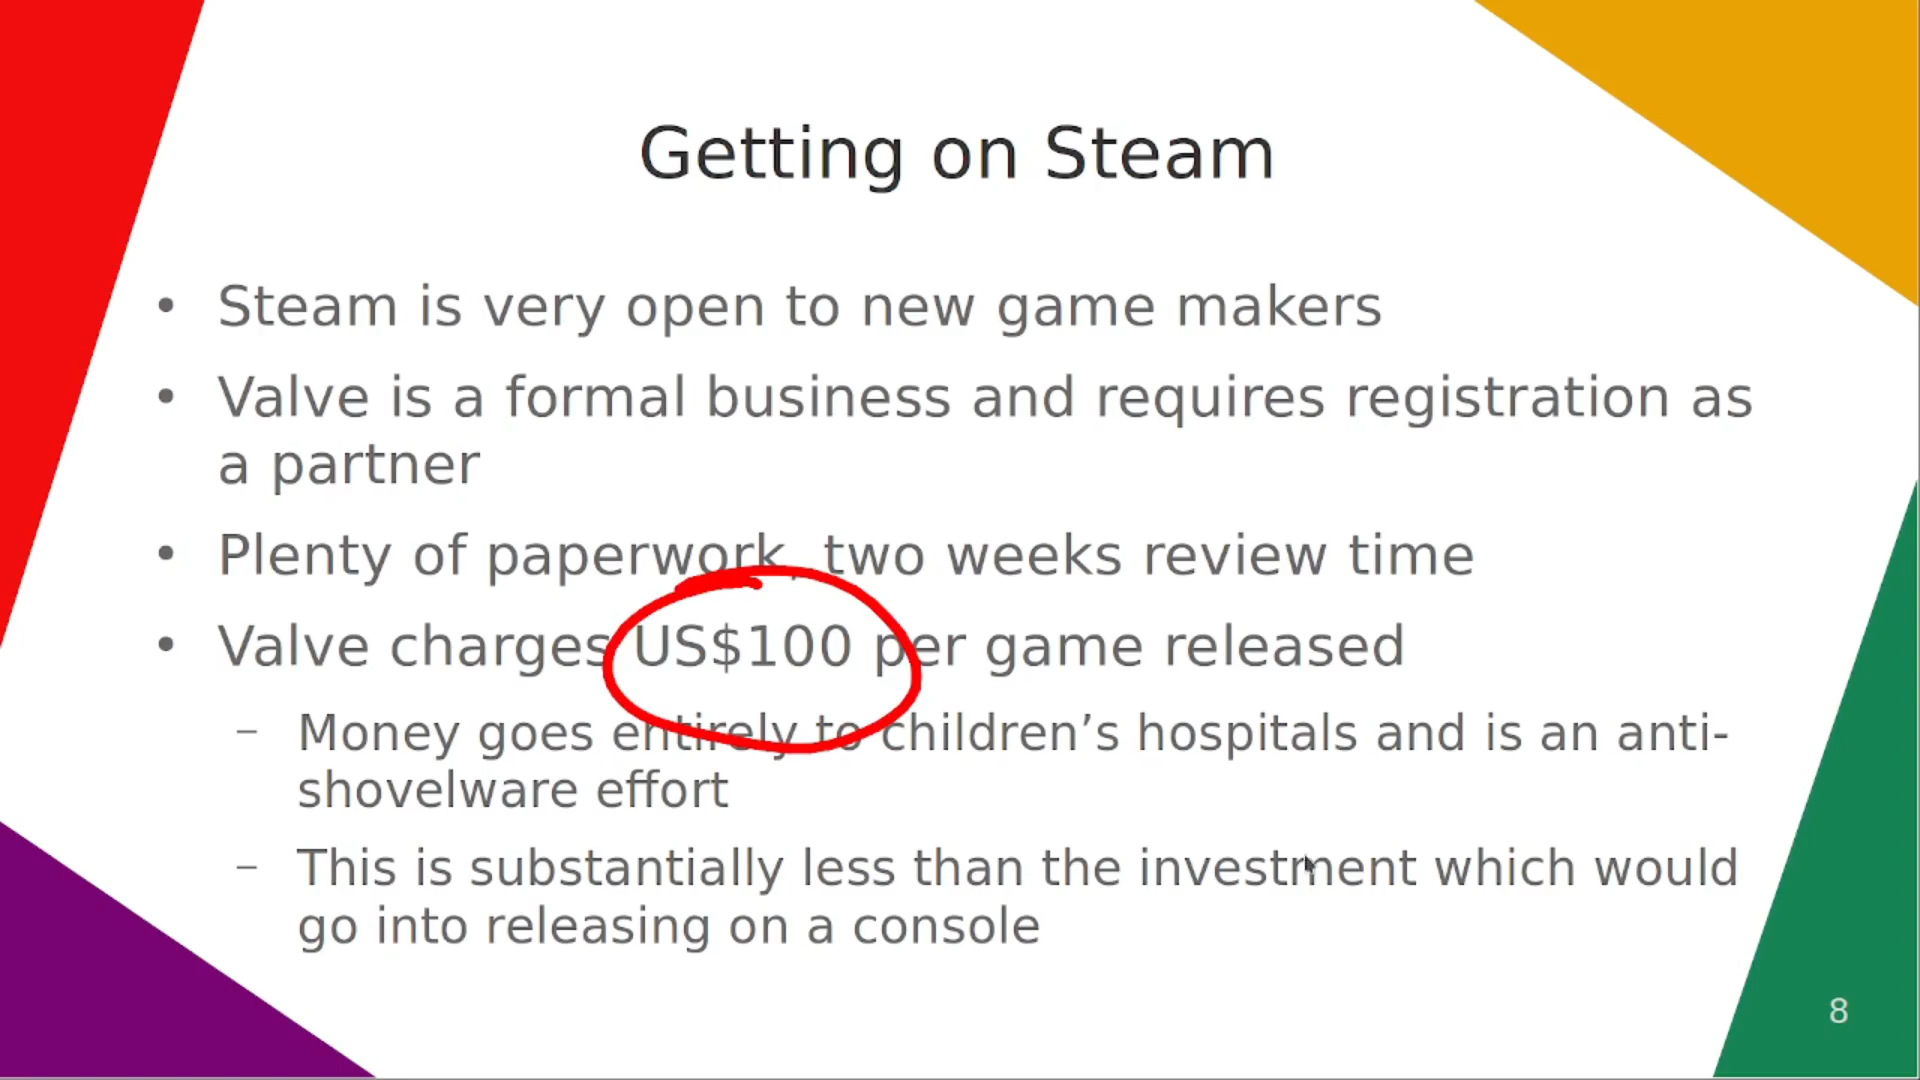 Getting on Steam
• Steam is very open to new game makers
• Valve is a formal business and requires registration as
a partner
• Plenty of paperwork, two weeks review time
• Valve charges US$100 per game released
– Money goes entirely to children’s hospitals and is an anti-
shovelware effort
– This is substantially less than the investment which would
go into releasing on a console
8